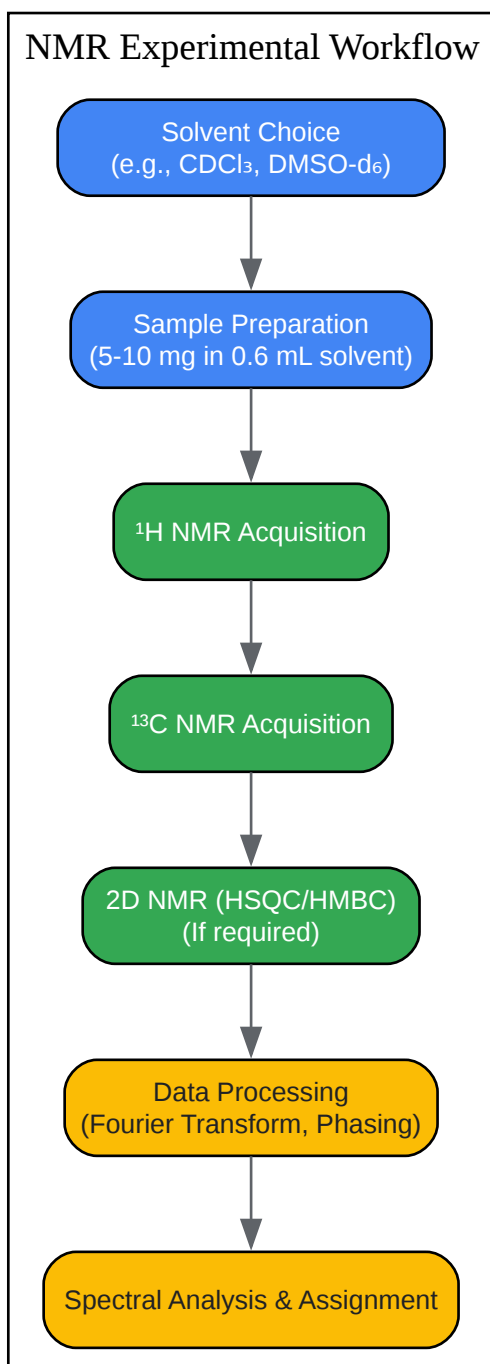 NMR Experimental Workflow
Solvent Choice
(e.g., CDCl₃, DMSO-d₆)
Sample Preparation
(5-10 mg in 0.6 mL solvent)
¹H NMR Acquisition
¹³C NMR Acquisition
2D NMR (HSQC/HMBC)
(If required)
Data Processing
(Fourier Transform, Phasing)
Spectral Analysis & Assignment